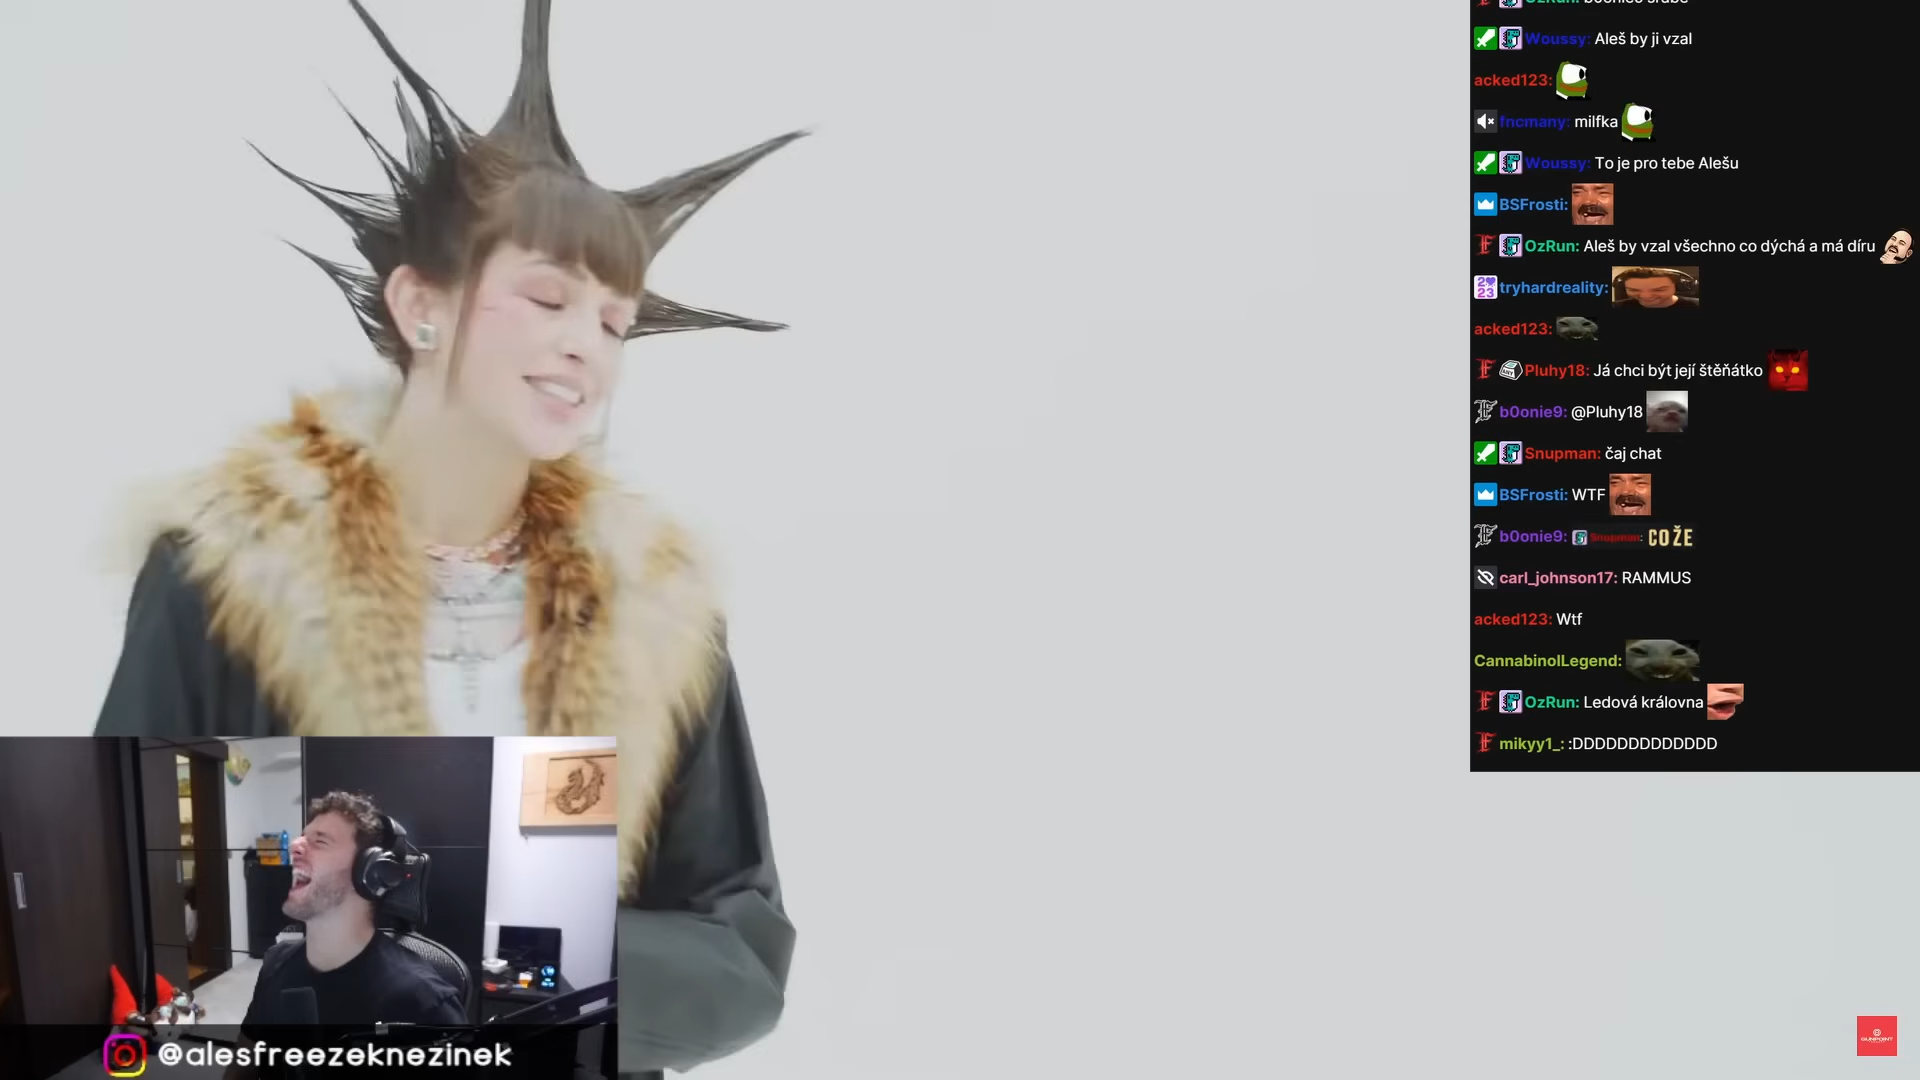 Woussy: Aleš by ji vzal
acked123:
fncmany: milfka
Woussy: To je pro tebe Alešu
BSFrosti:
OzRun: Aleš by vzal všechno co dýchá a má díru
tryhardreality:
acked123:
Pluhy18: Já chci být její štěňátko
b0onie9: @Pluhy18
Snupman: čaj chat
BSFrosti: WTF
b0onie9: Snupman: COŽE
carl_johnson17: RAMMUS
acked123: Wtf
CannabinolLegend:
OzRun: Ledová královna
mikyy1_: :DDDDDDDDDDDDD
@alesfreezeknezinek
GUNPOINT